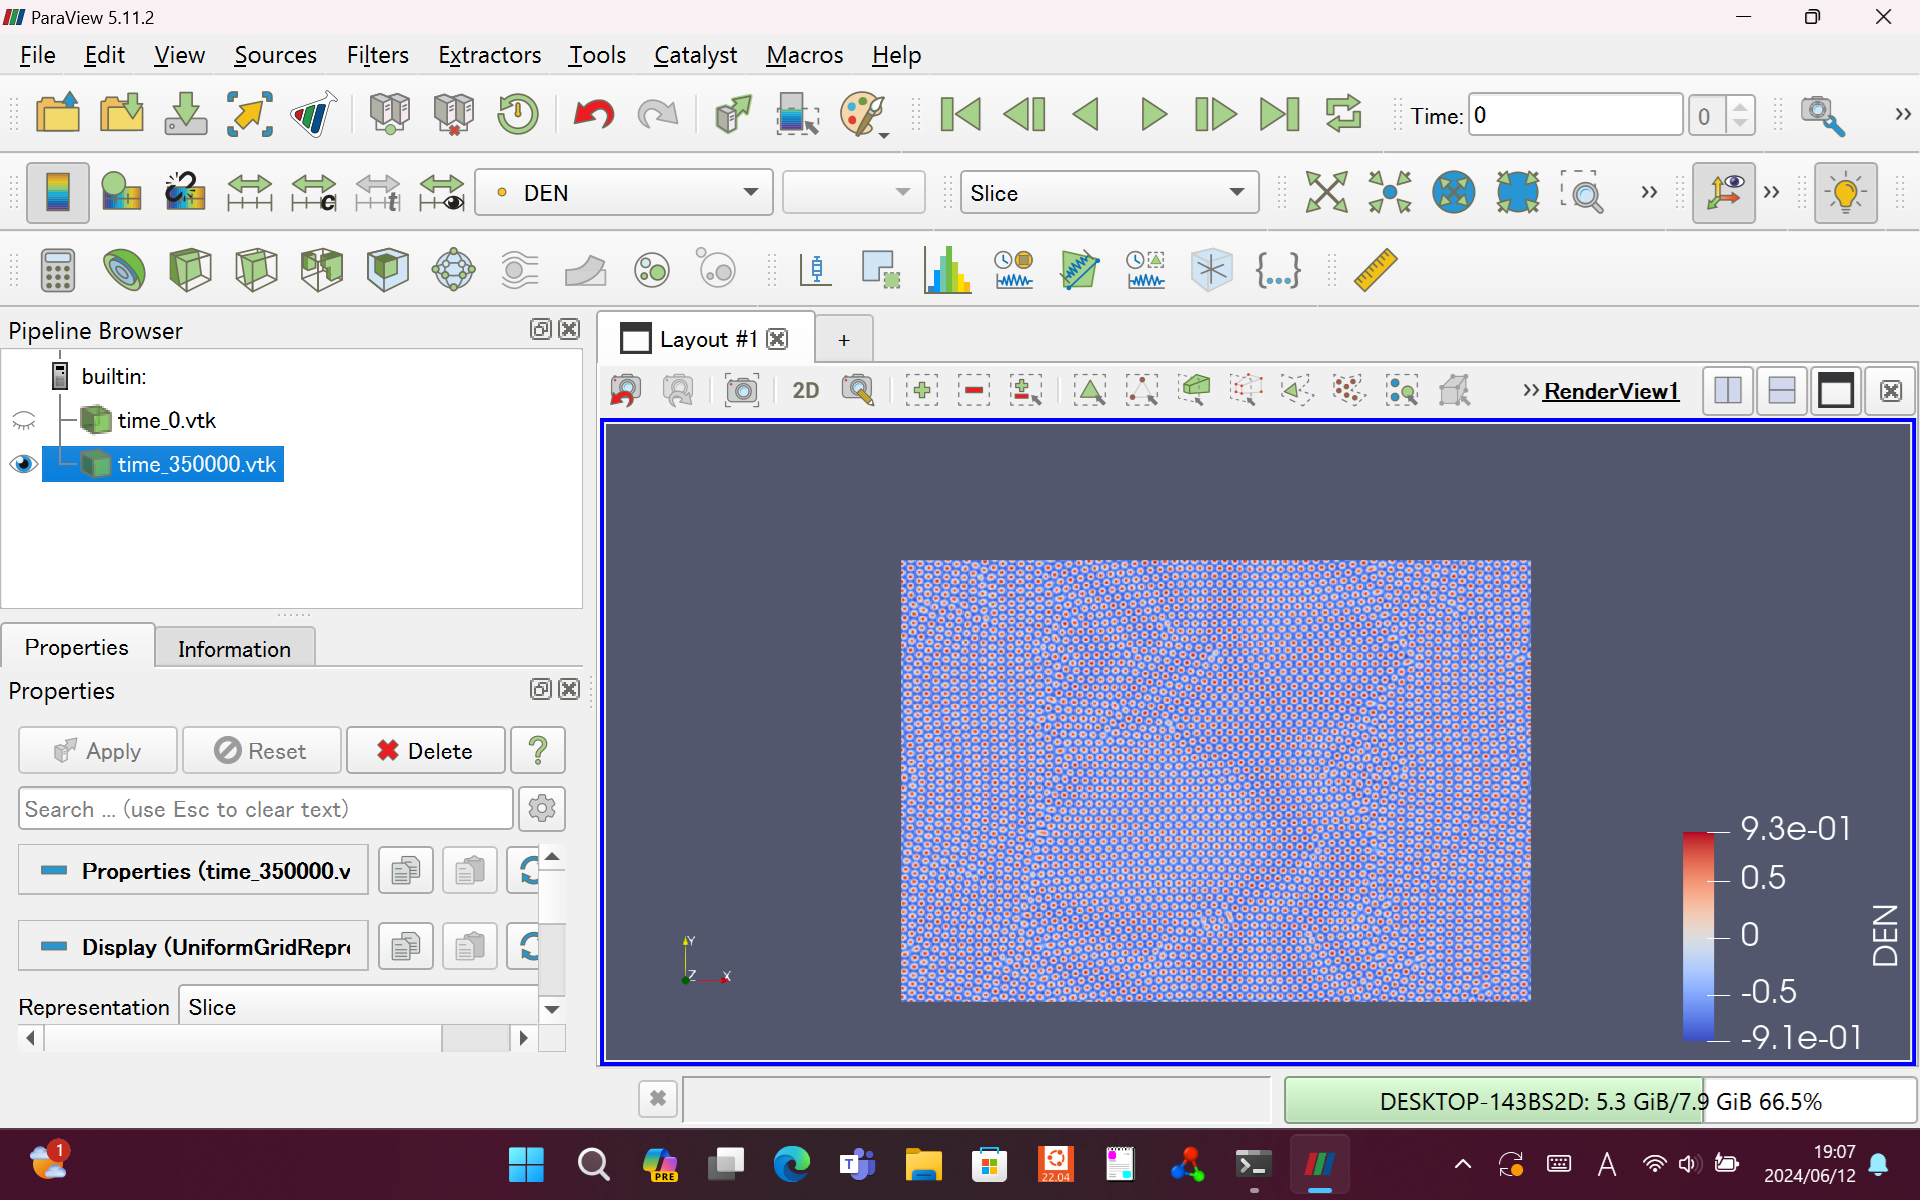 ParaView 5.11.2
File Edit View Sources Filters Extractors Tools Catalyst Macros Help
Time: 0 0 »
c t DEN Slice » »
{...}
Pipeline Browser
builtin:
time_0.vtk
time_350000.vtk
Properties Information
Properties
Apply Reset Delete ?
Search ... (use Esc to clear text)
Properties (time_350000.v
Display (UniformGridRepre
Representation Slice
Layout #1 +
2D » RenderView1
Y
Z X
9.3e-01
0.5
0
-0.5
-9.1e-01
DEN
DESKTOP-143BS2D: 5.3 GiB/7.9 GiB 66.5%
1
PRE
T
22.04
A
19:07
2024/06/12